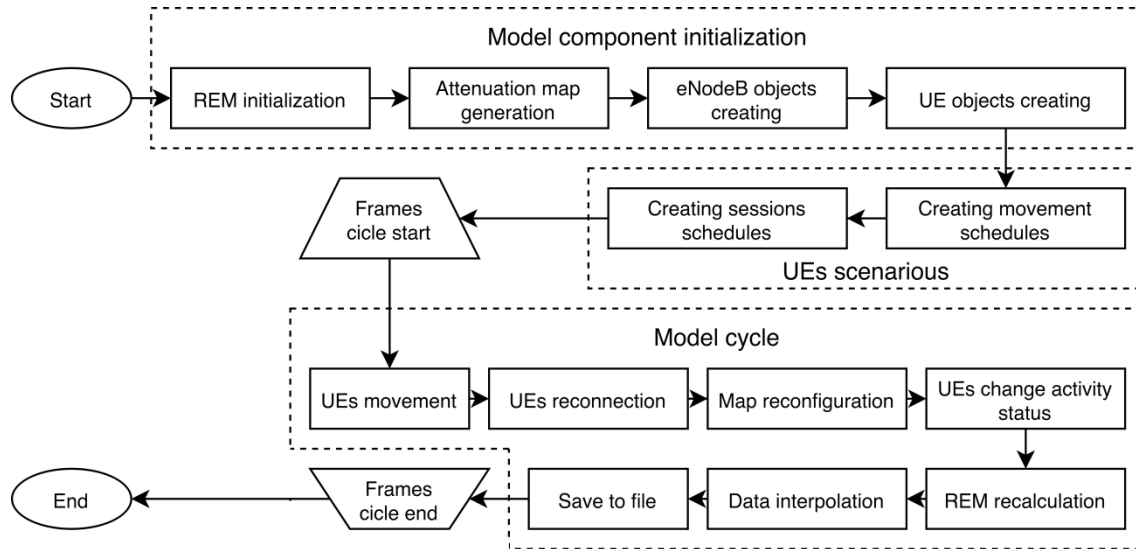 Model component initialization
Start
REM initialization
Attenuation map
generation
eNodeB objects
creating
UE objects creating
Frames
cicle start
Creating sessions
schedules
Creating movement
schedules
UEs scenarious
Model cycle
UEs movement
UEs reconnection
Map reconfiguration
UEs change activity
status
End
Frames
cicle end
Save to file
Data interpolation
REM recalculation